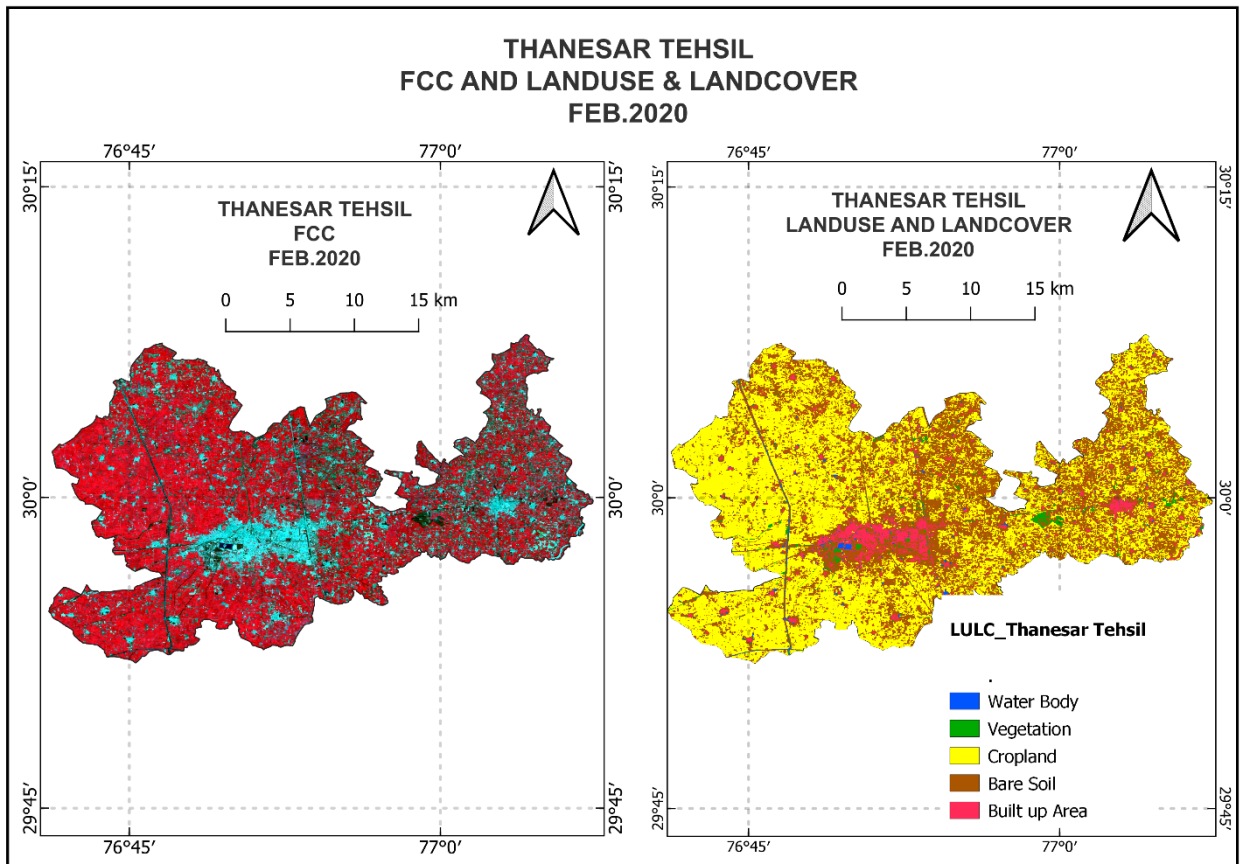 THANESAR TEHSIL
FCC AND LANDUSE & LANDCOVER
FEB.2020
76°45′ 77°0′
30°15′ 30°15′
THANESAR TEHSIL
FCC
FEB.2020
0 5 10 15 km
30°0′ 30°0′
29°45′ 29°45′
76°45′ 77°0′
76°45′ 77°0′
30°15′ 30°15′
THANESAR TEHSIL
LANDUSE AND LANDCOVER
FEB.2020
0 5 10 15 km
30°0′ 30°0′
LULC_Thanesar Tehsil
.
Water Body
Vegetation
Cropland
Bare Soil
Built up Area
29°45′ 29°45′
76°45′ 77°0′